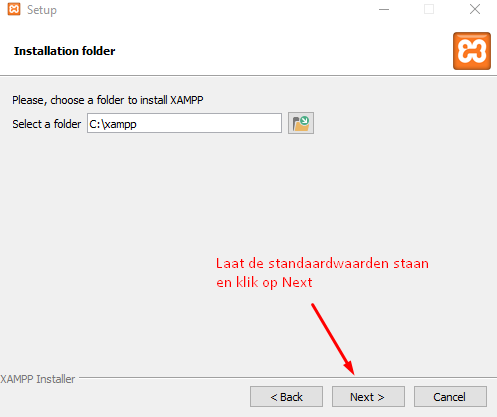 Setup
Installation folder
Please, choose a folder to install XAMPP
Select a folder C:\xampp
Laat de standaardwaarden staan
en klik op Next
XAMPP Installer
< Back Next > Cancel